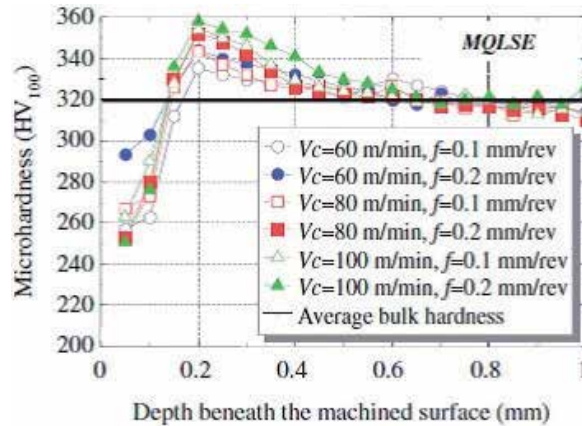 Microhardness (HV100)
360
340
320
300
280
260
240
220
200
MQLSE
Vc=60 m/min, f=0.1 mm/rev
Vc=60 m/min, f=0.2 mm/rev
Vc=80 m/min, f=0.1 mm/rev
Vc=80 m/min, f=0.2 mm/rev
Vc=100 m/min, f=0.1 mm/rev
Vc=100 m/min, f=0.2 mm/rev
Average bulk hardness
0 0.2 0.4 0.6 0.8 1
Depth beneath the machined surface (mm)